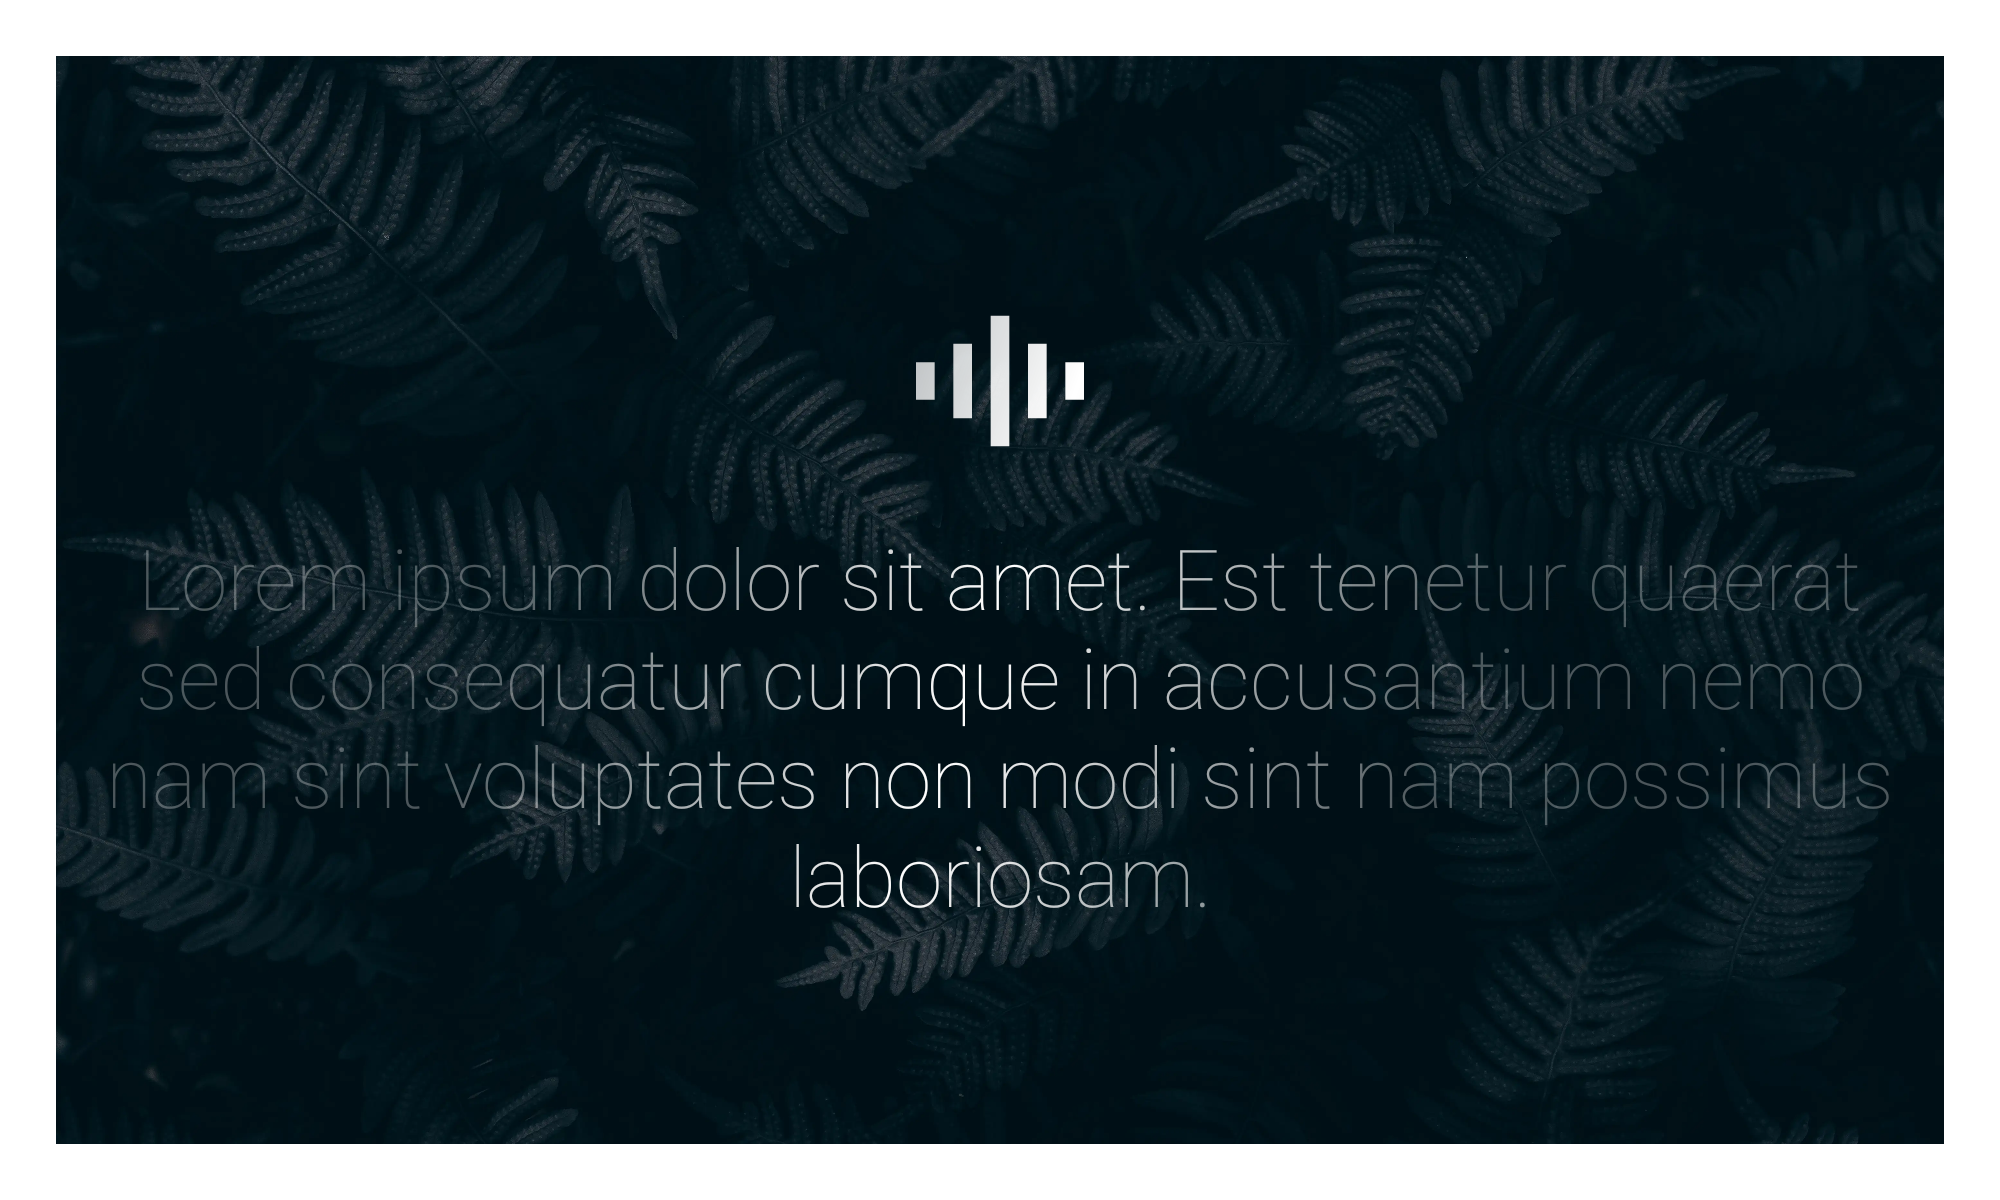 Lorem ipsum dolor sit amet. Est tenetur quaerat
sed consequatur cumque in accusantium nemo
nam sint voluptates non modi sint nam possimus
laboriosam.